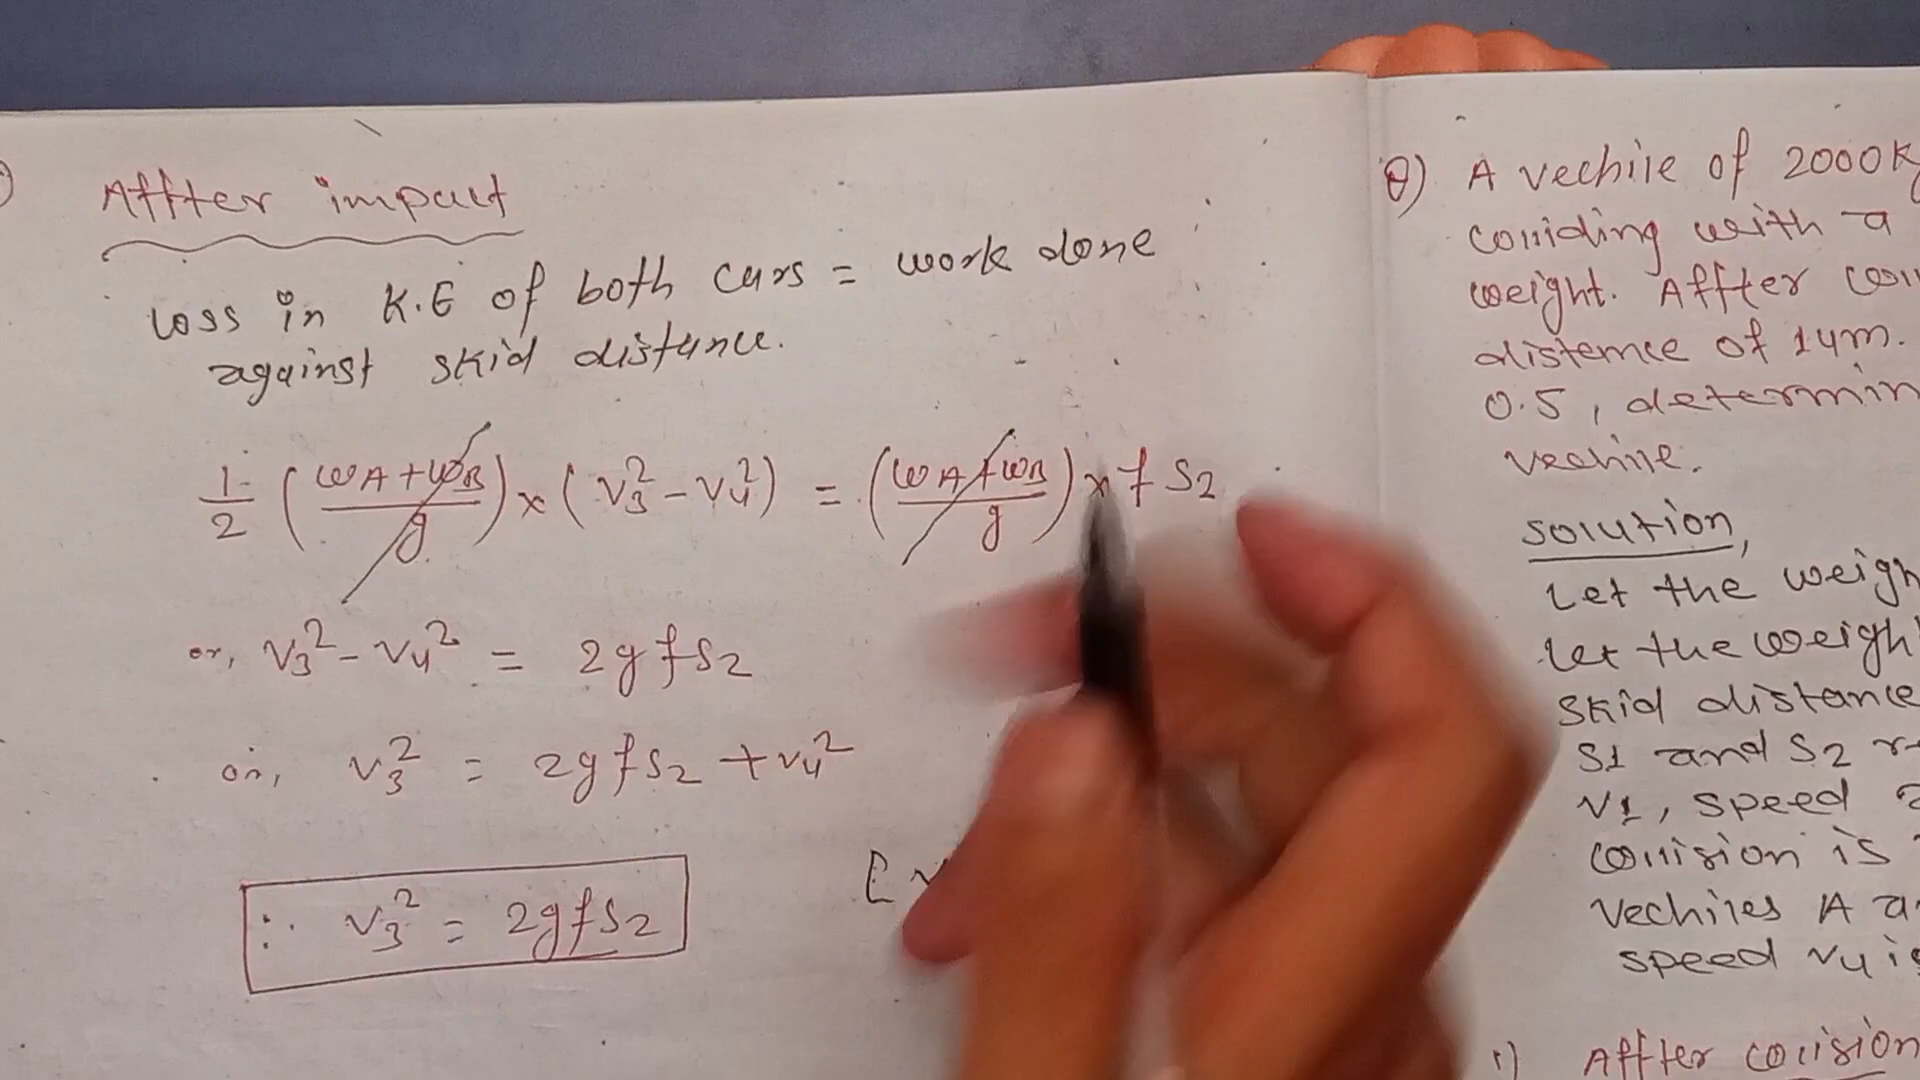 Affter impact
Loss in K.E of both cars = work done
against skid distance.
1/2 (WA+WB/g) x (V3² - V4²) = (WA+WB/g) x f S2
or, V3² - V4² = 2gfS2
or, V3² = 2gfS2 + V4²
∴ V3² = 2gfS2
Q) A vechile of 2000K
colliding with a
weight. Affter
distence of 14m.
0.5, determin
vechile.
Solution,
Let the weigh
let the weigh
skid distance
S1 and S2
V1, speed
collision is
vechiles A
speed V4 is
1) Affter collision